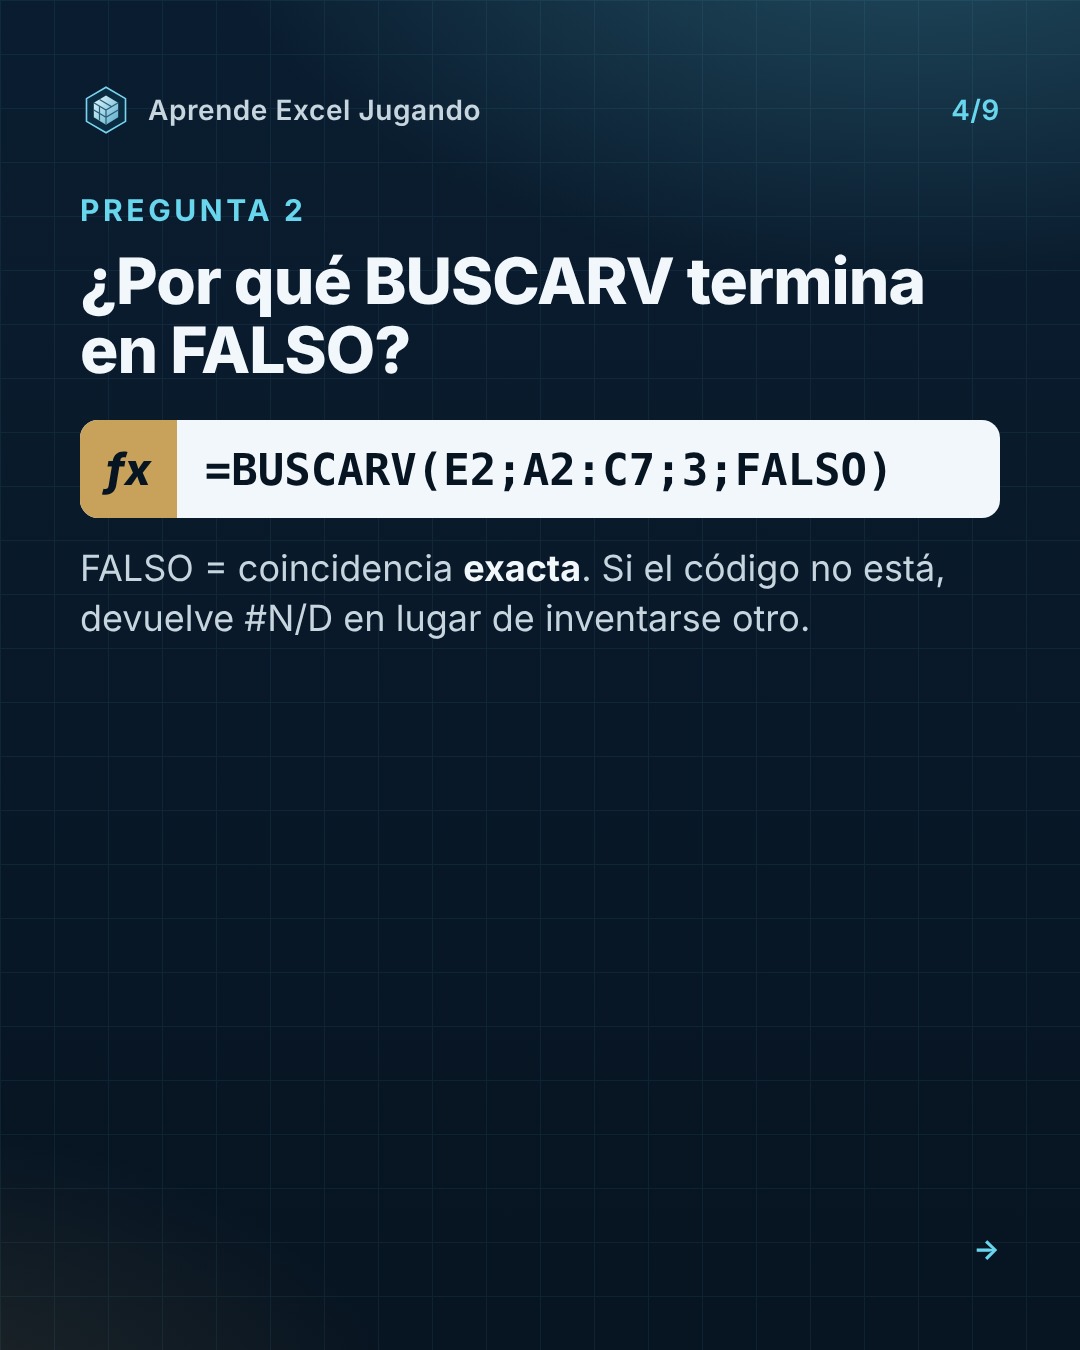 Aprende Excel Jugando
4/9
PREGUNTA 2
¿Por qué BUSCARV termina
en FALSO?
fx =BUSCARV(E2;A2:C7;3;FALSO)
FALSO = coincidencia exacta. Si el código no está,
devuelve #N/D en lugar de inventarse otro.
→